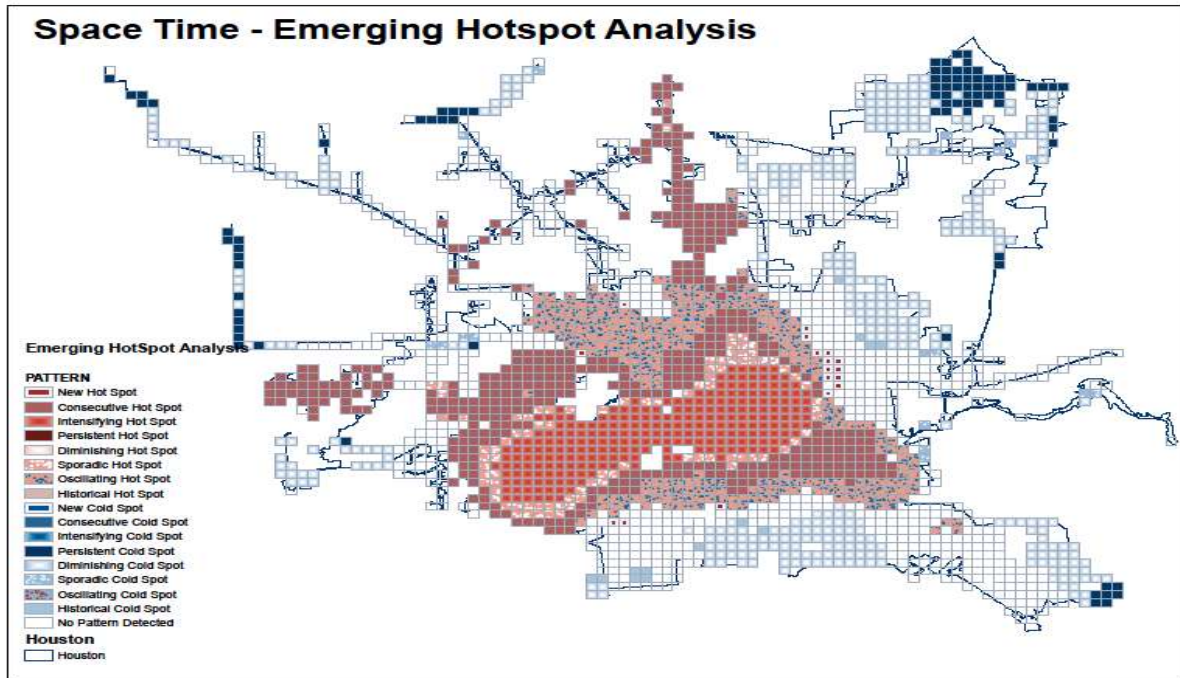 Space Time - Emerging Hotspot Analysis
Emerging HotSpot Analysis
PATTERN
New Hot Spot
Consecutive Hot Spot
Intensifying Hot Spot
Persistent Hot Spot
Diminishing Hot Spot
Sporadic Hot Spot
Oscillating Hot Spot
Historical Hot Spot
New Cold Spot
Consecutive Cold Spot
Intensifying Cold Spot
Persistent Cold Spot
Diminishing Cold Spot
Sporadic Cold Spot
Oscillating Cold Spot
Historical Cold Spot
No Pattern Detected
Houston
Houston